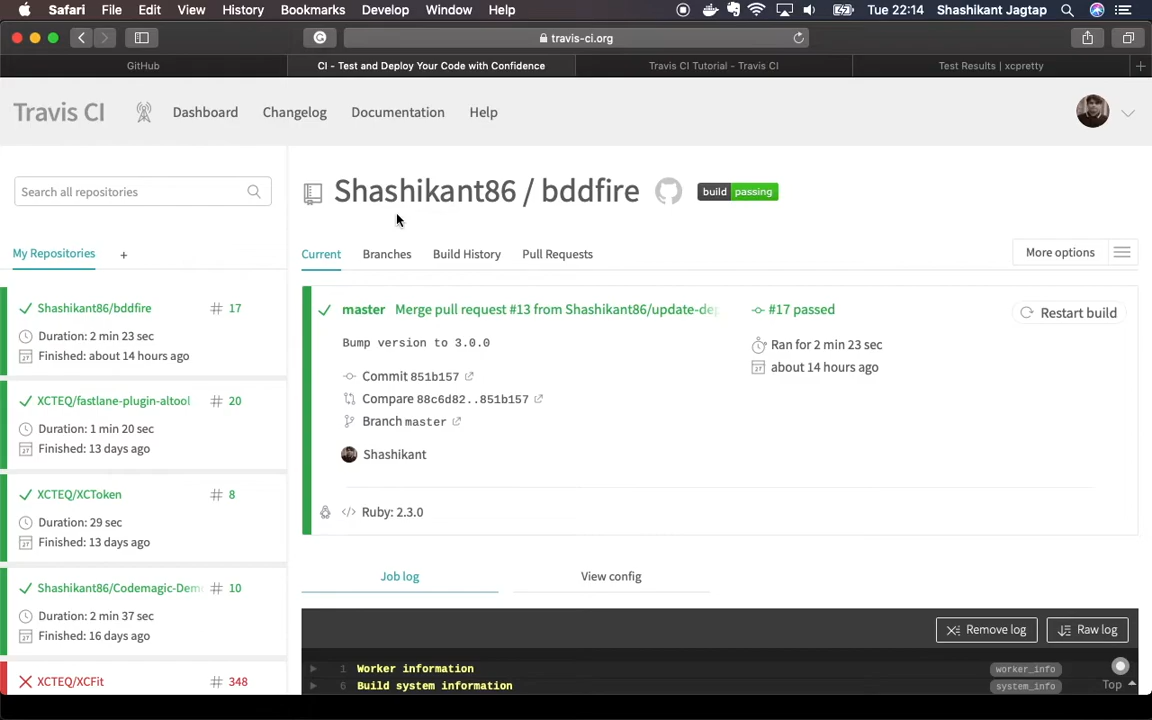 Safari File Edit View History Bookmarks Develop Window Help Tue 22:14 Shashikant Jagtap
travis-ci.org
GitHub CI - Test and Deploy Your Code with Confidence Travis CI Tutorial - Travis CI Test Results | xcpretty
Travis CI Dashboard Changelog Documentation Help
Search all repositories
Shashikant86 / bddfire build passing
My Repositories +
Current Branches Build History Pull Requests More options
Shashikant86/bddfire # 17
Duration: 2 min 23 sec
Finished: about 14 hours ago
XCTEQ/fastlane-plugin-altool # 20
Duration: 1 min 20 sec
Finished: 13 days ago
XCTEQ/XCToken # 8
Duration: 29 sec
Finished: 13 days ago
Shashikant86/Codemagic-Dem # 10
Duration: 2 min 37 sec
Finished: 16 days ago
XCTEQ/XCFit # 348
master Merge pull request #13 from Shashikant86/update-dep #17 passed Restart build
Bump version to 3.0.0 Ran for 2 min 23 sec
about 14 hours ago
Commit 851b157
Compare 88c6d82..851b157
Branch master
Shashikant
</> Ruby: 2.3.0
Job log View config
Remove log Raw log
1 Worker information worker_info
6 Build system information system_info
Top